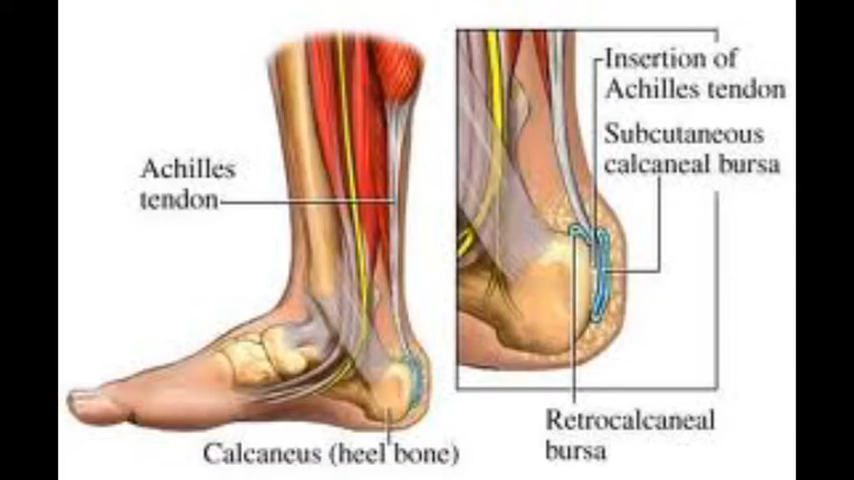 Achilles
tendon
Calcaneus (heel bone)
Insertion of
Achilles tendon
Subcutaneous
calcaneal bursa
Retrocalcaneal
bursa